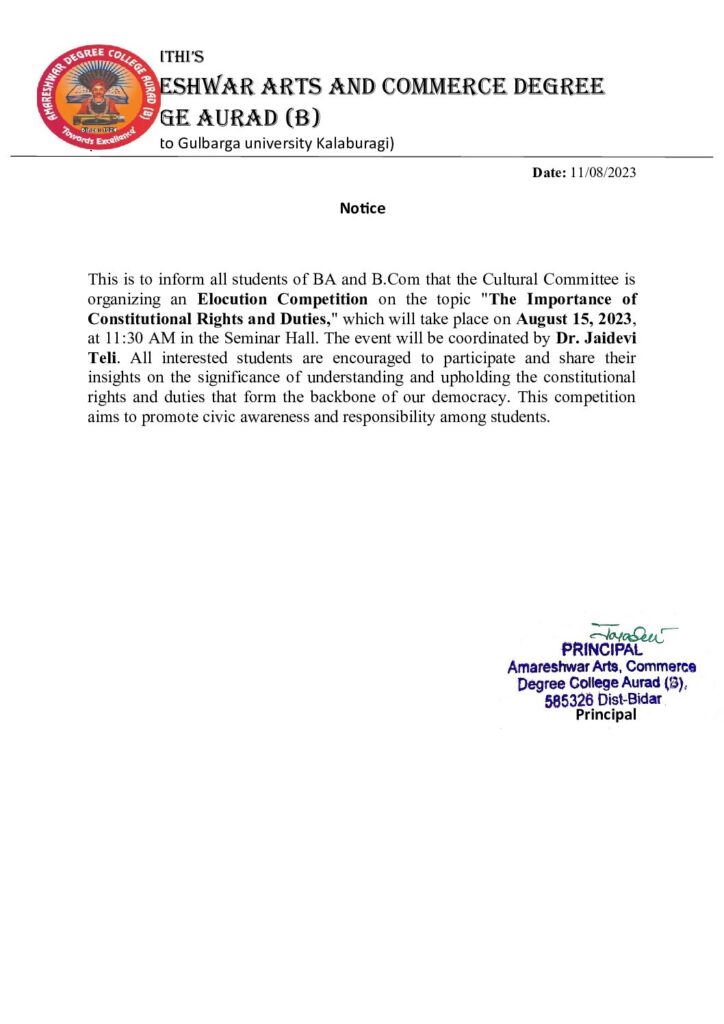 ITHI'S
ESHWAR ARTS AND COMMERCE DEGREE
GE AURAD (B)
to Gulbarga university Kalaburagi)
AMARESHWAR DEGREE COLLEGE AURAD (B)
"Towards Excellence"
Date: 11/08/2023
Notice
This is to inform all students of BA and B.Com that the Cultural Committee is
organizing an Elocution Competition on the topic "The Importance of
Constitutional Rights and Duties," which will take place on August 15, 2023,
at 11:30 AM in the Seminar Hall. The event will be coordinated by Dr. Jaidevi
Teli. All interested students are encouraged to participate and share their
insights on the significance of understanding and upholding the constitutional
rights and duties that form the backbone of our democracy. This competition
aims to promote civic awareness and responsibility among students.
PRINCIPAL
Amareshwar Arts, Commerce
Degree College Aurad (B),
585326 Dist-Bidar
Principal